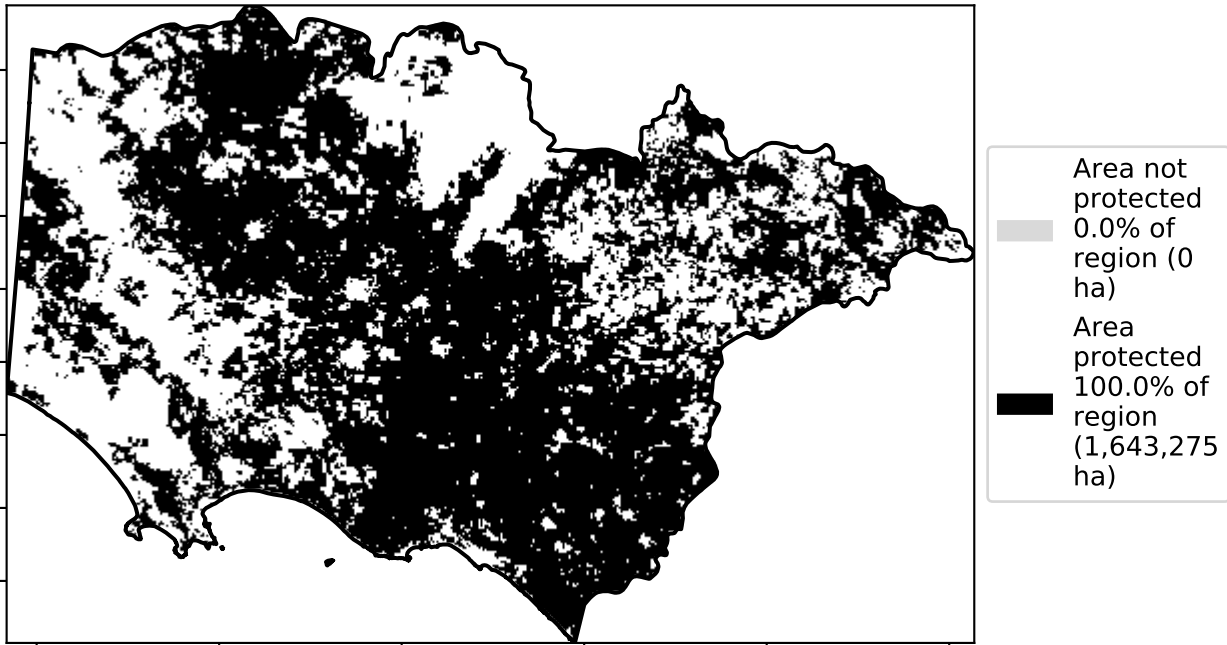 Area not
protected
0.0% of
region (0
ha)
Area
protected
100.0% of
region
(1,643,275
ha)